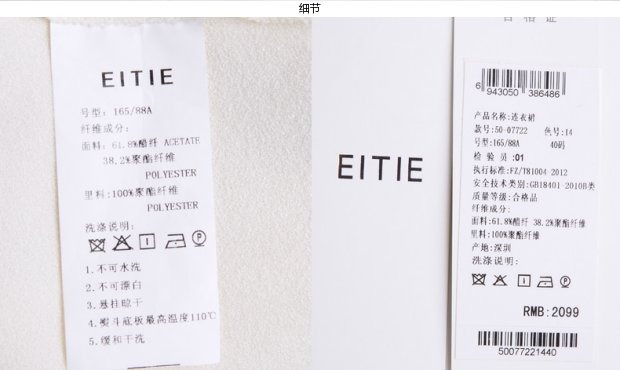 细节
EITIE
号型: 165/88A
纤维成分:
面料: 61.8%醋纤 ACETATE
38.2%聚酯纤维
POLYESTER
里料:100%聚酯纤维
POLYESTER
洗涤说明:
1.不可水洗
2.不可漂白
3.悬挂晾干
4.熨斗底板最高温度110℃
5.缓和干洗
EITIE
合格证
6 943050 386486
产品名称:连衣裙
款号:50-07722 色号:14
号型:165/88A 40码
检 验 员:01
执行标准:FZ/T81004 2012
安全技术类别:GB18401 2010B类
质量等级:合格品
纤维成分:
面料:61.8%醋纤 38.2%聚酯纤维
里料:100%聚酯纤维
产地:深圳
洗涤说明:
RMB:2099
50077221440